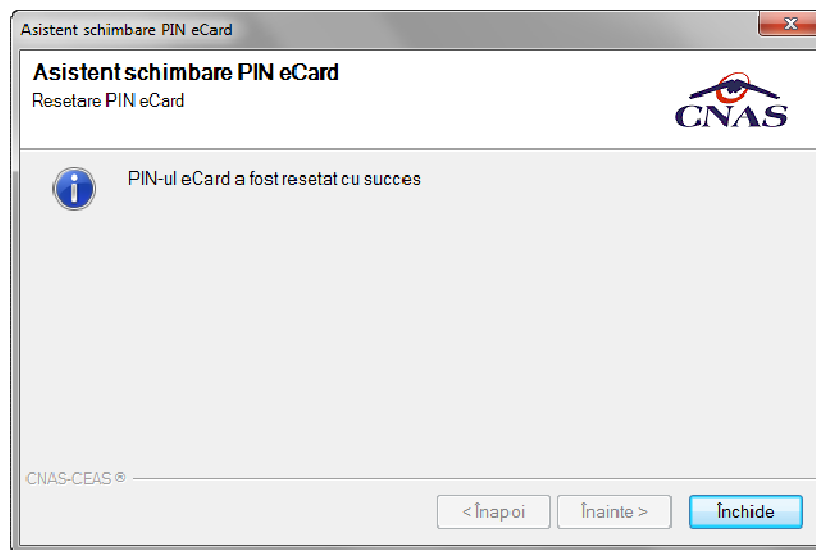 Asistent schimbare PIN eCard
Asistent schimbare PIN eCard
Resetare PIN eCard
CNAS
PIN-ul eCard a fost resetat cu succes
CNAS-CEAS ®
< Înapoi
Înainte >
Închide